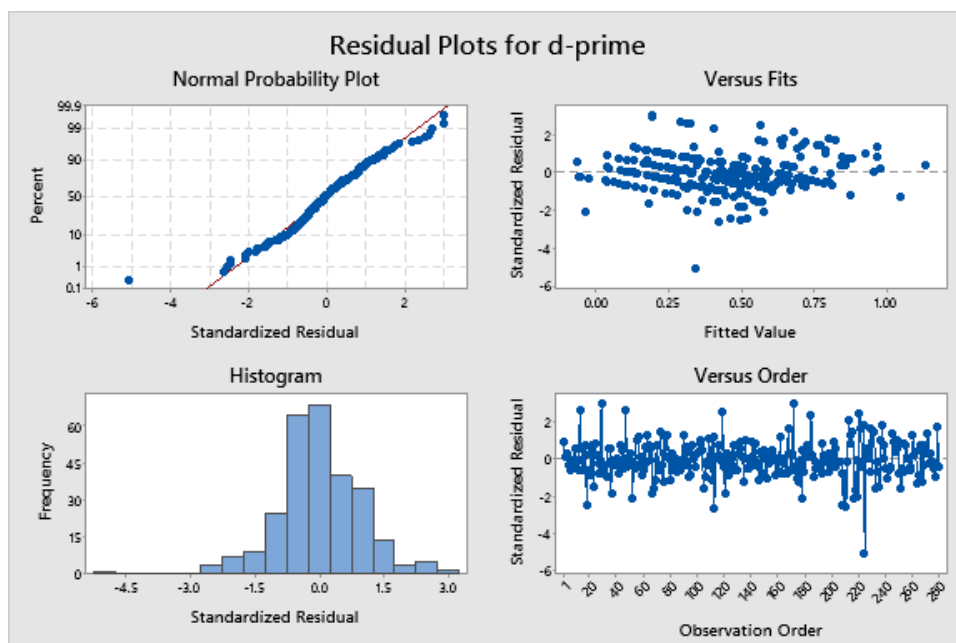 Residual Plots for d-prime
Normal Probability Plot
99.9
99
90
50
10
1
0.1
Percent
-6 -4 -2 0 2
Standardized Residual
Versus Fits
2
0
-2
-4
-6
Standardized Residual
0.00 0.25 0.50 0.75 1.00
Fitted Value
Histogram
60
45
30
15
0
Frequency
-4.5 -3.0 -1.5 0.0 1.5 3.0
Standardized Residual
Versus Order
2
0
-2
-4
-6
Standardized Residual
1 20 40 60 80 100 120 140 160 180 200 220 240 260 280
Observation Order